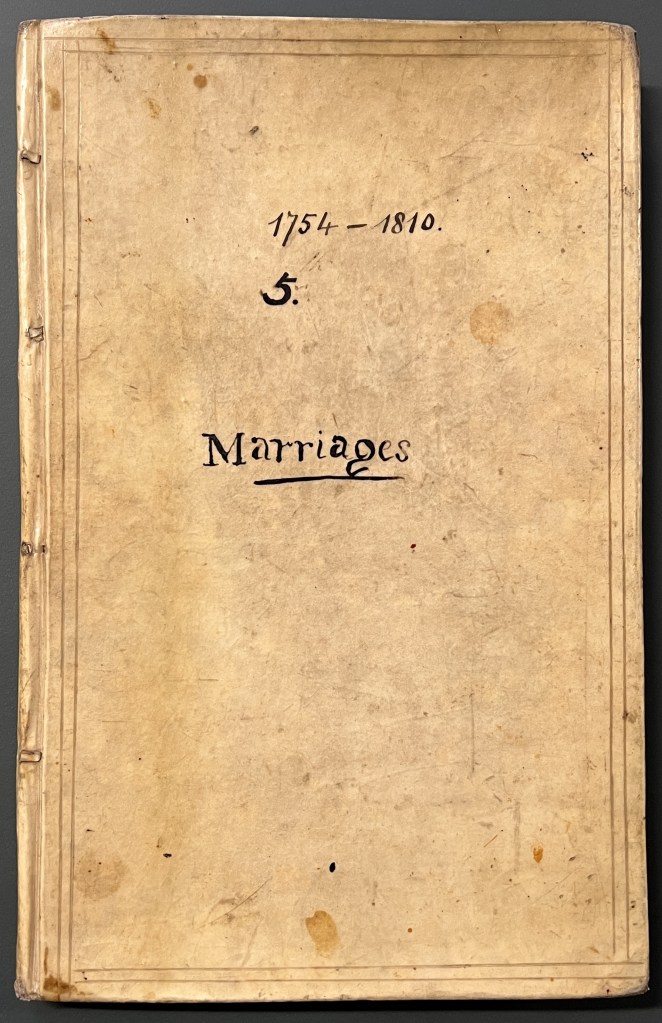 1754 – 1810.
5.
Marriages